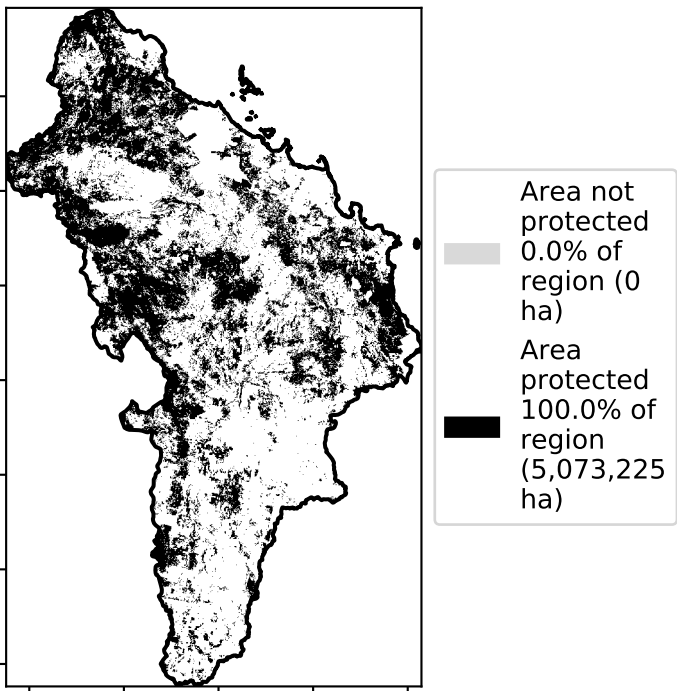 Area not
protected
0.0% of
region (0
ha)
Area
protected
100.0% of
region
(5,073,225
ha)